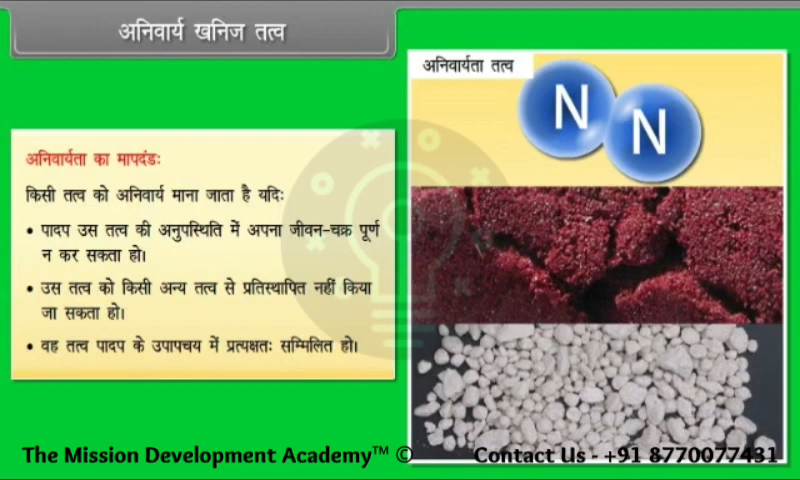 अनिवार्य खनिज तत्व
अनिवार्यता तत्व
N N
अनिवार्यता का मापदंडः
किसी तत्व को अनिवार्य माना जाता है यदिः
• पादप उस तत्व की अनुपस्थिति में अपना जीवन-चक्र पूर्ण
न कर सकता हो।
• उस तत्व को किसी अन्य तत्व से प्रतिस्थापित नहीं किया
जा सकता हो।
• वह तत्व पादप के उपापचय में प्रत्यक्षतः सम्मिलित हो।
The Mission Development Academy™ © Contact Us - +91 8770077431